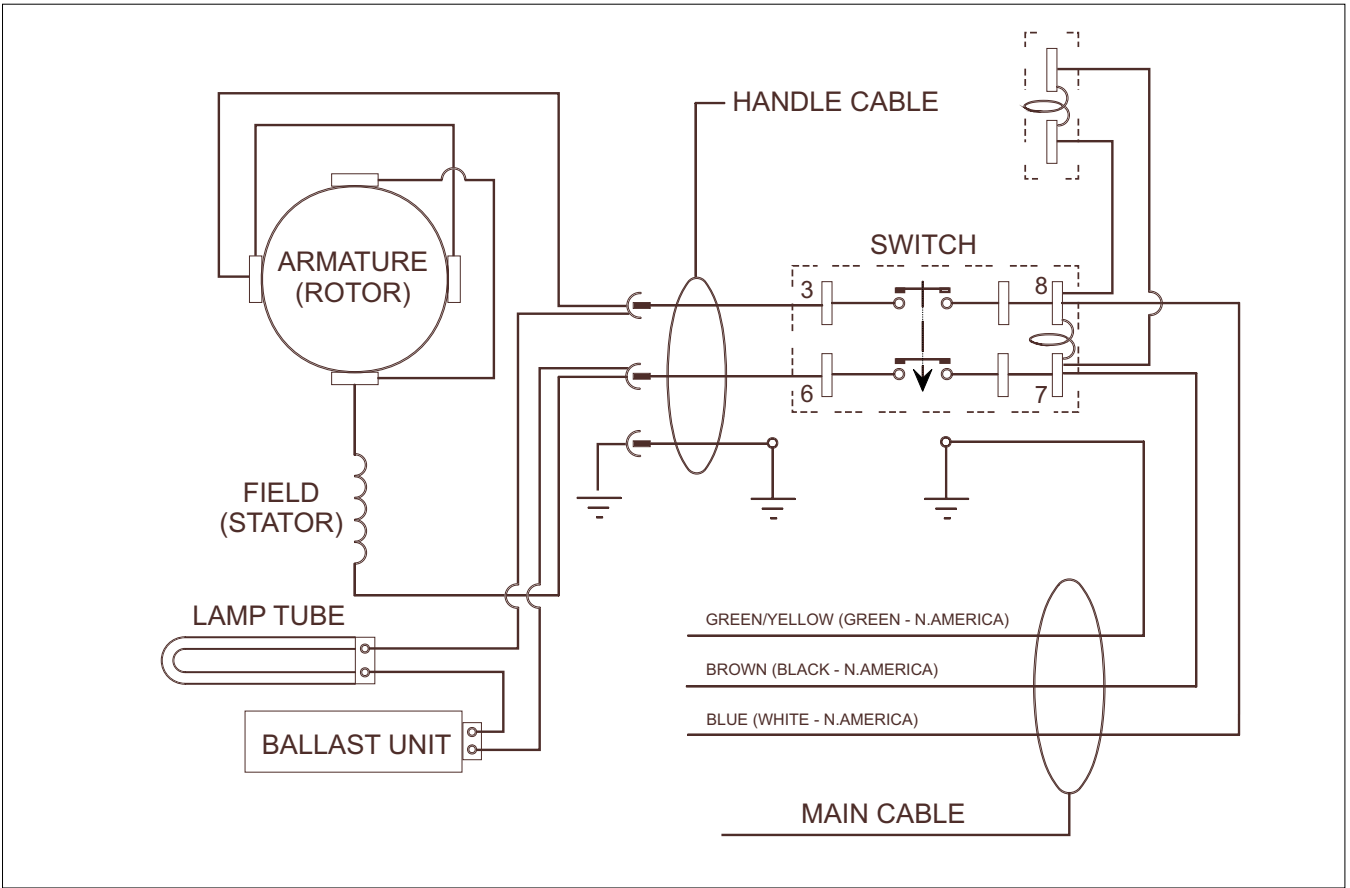 HANDLE CABLE
SWITCH
ARMATURE
(ROTOR)
3
8
6
7
FIELD
(STATOR)
LAMP TUBE
GREEN/YELLOW (GREEN - N.AMERICA)
BROWN (BLACK - N.AMERICA)
BLUE (WHITE - N.AMERICA)
BALLAST UNIT
MAIN CABLE